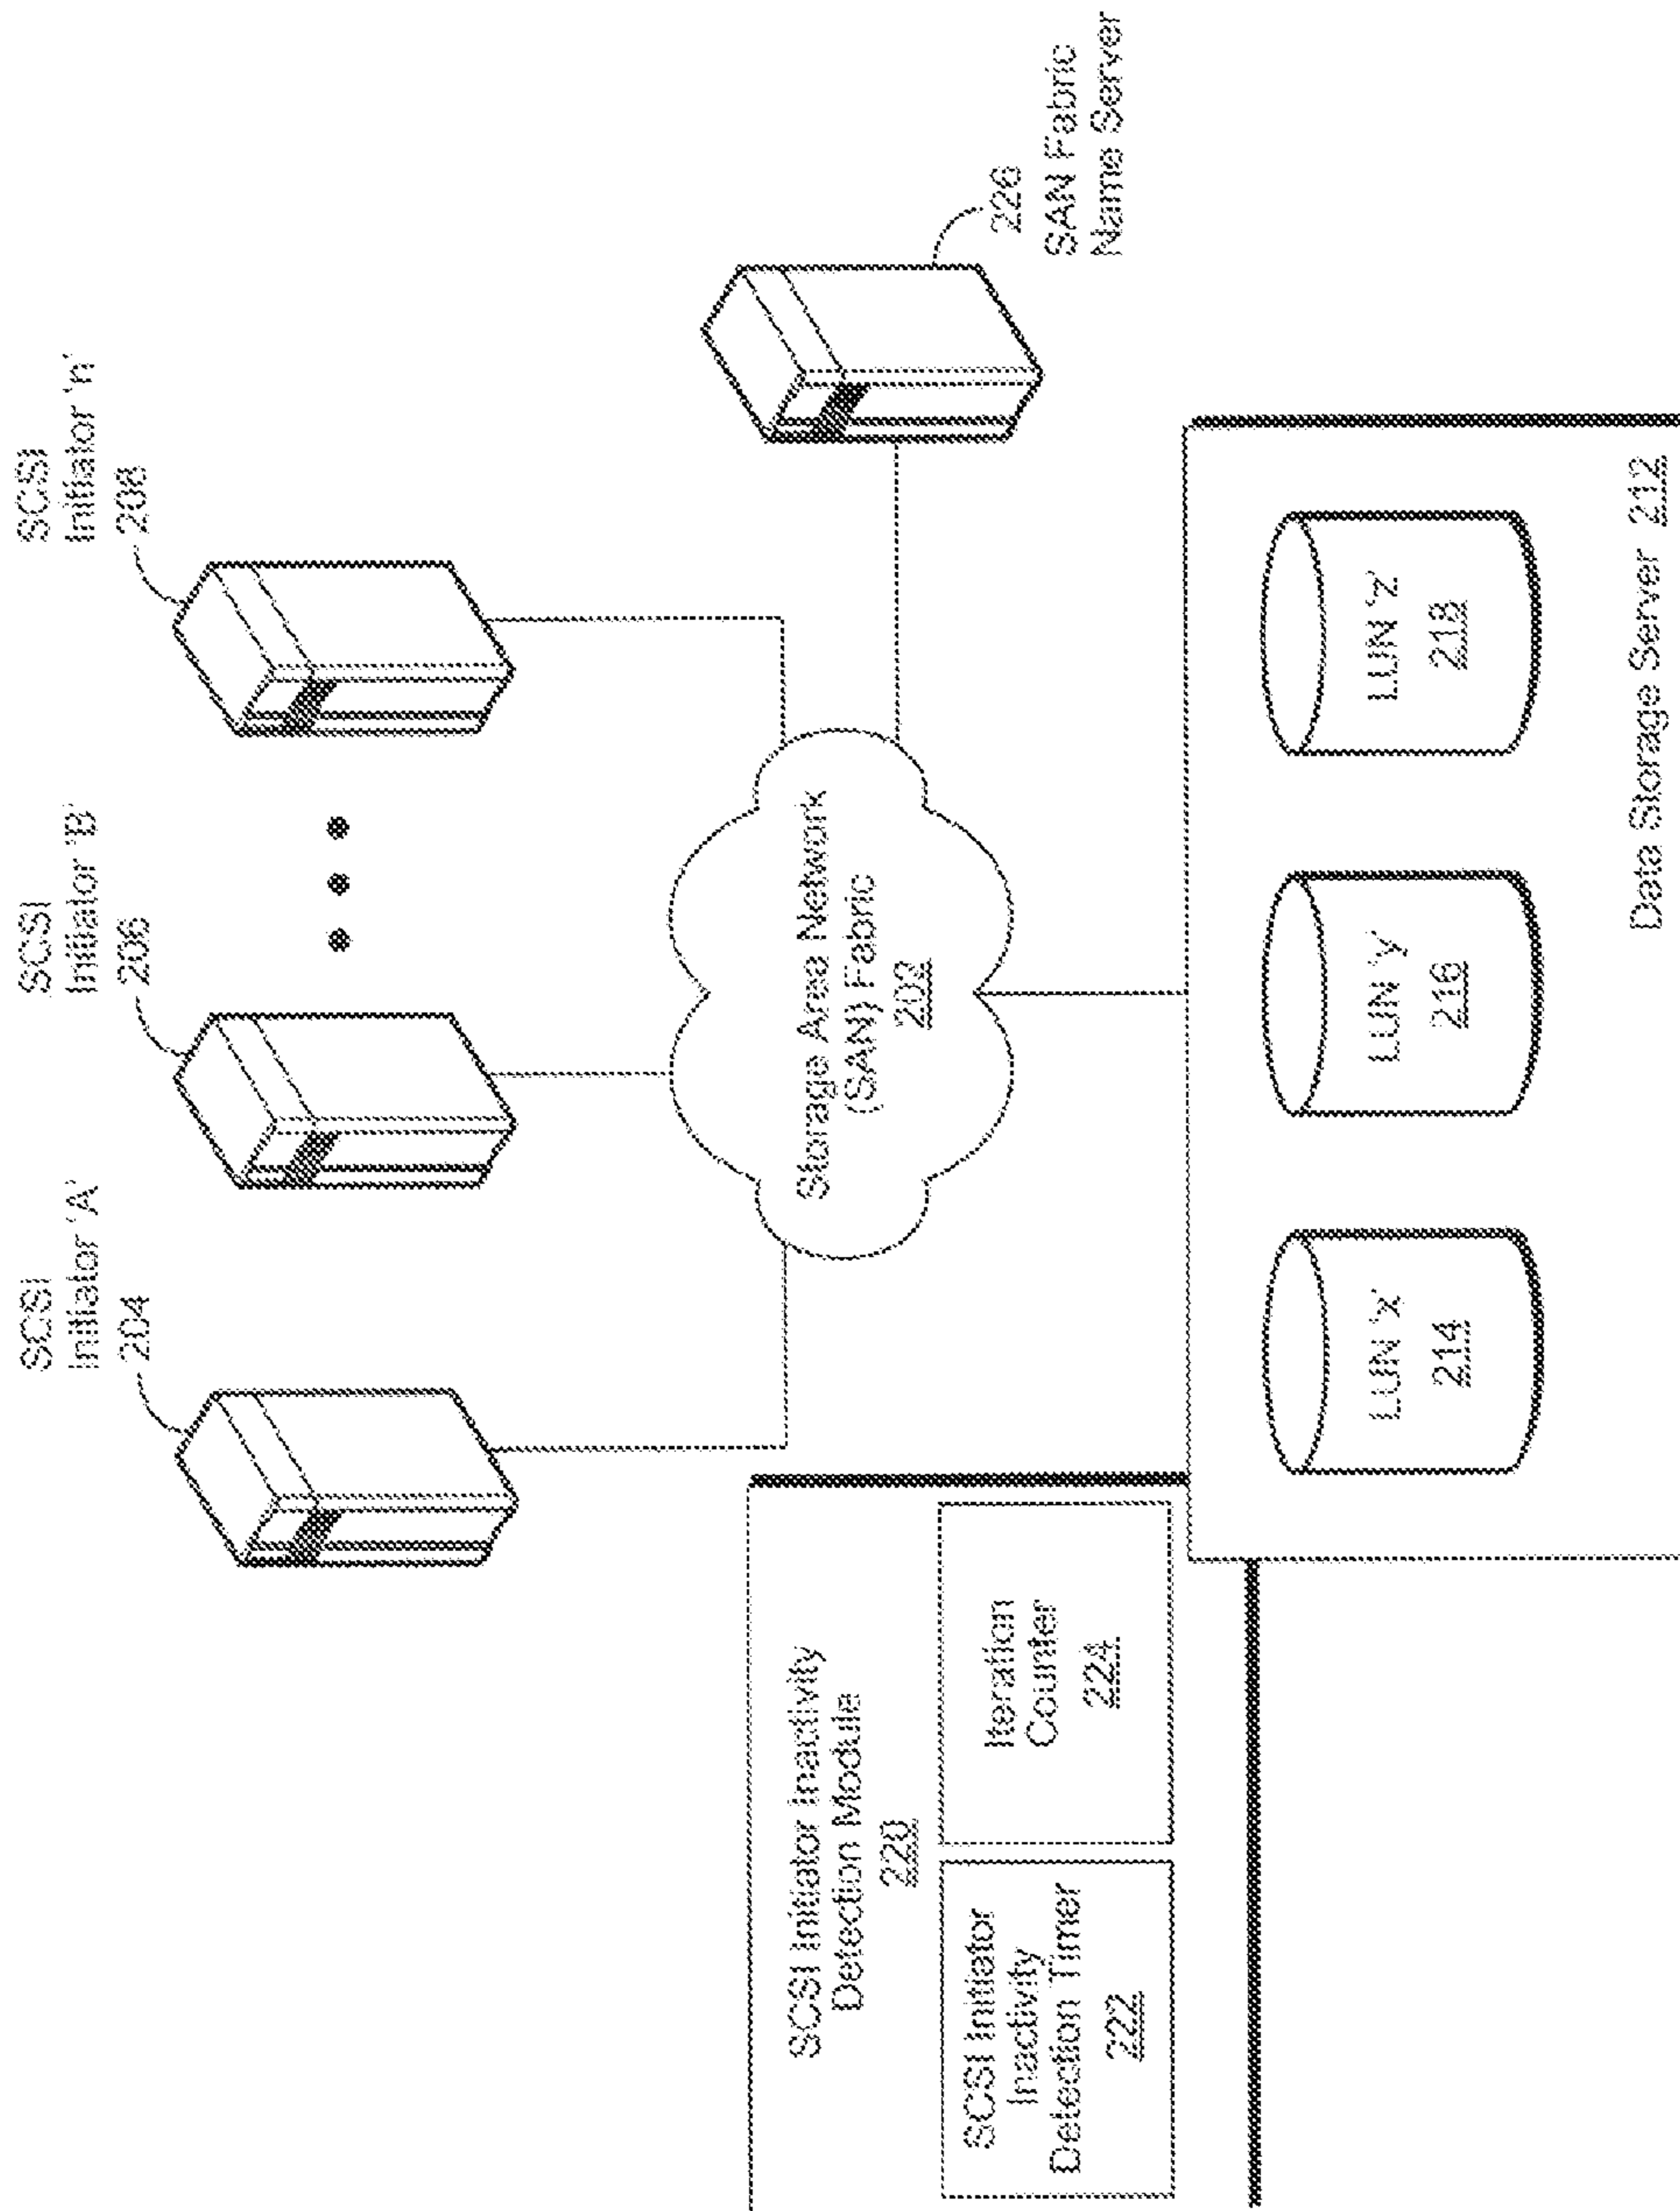 SCSI
Initiator 'A'
204
SCSI
Initiator 'B'
206
SCSI
Initiator 'n'
208
Storage Area Network
(SAN) Fabric
202
226
SAN Fabric
Name Server
SCSI Initiator Inactivity
Detection Module
220
SCSI Initiator
Inactivity
Detection Timer
222
Iteration
Counter
224
LUN 'x'
214
LUN 'y'
216
LUN 'z'
218
Data Storage Server 212